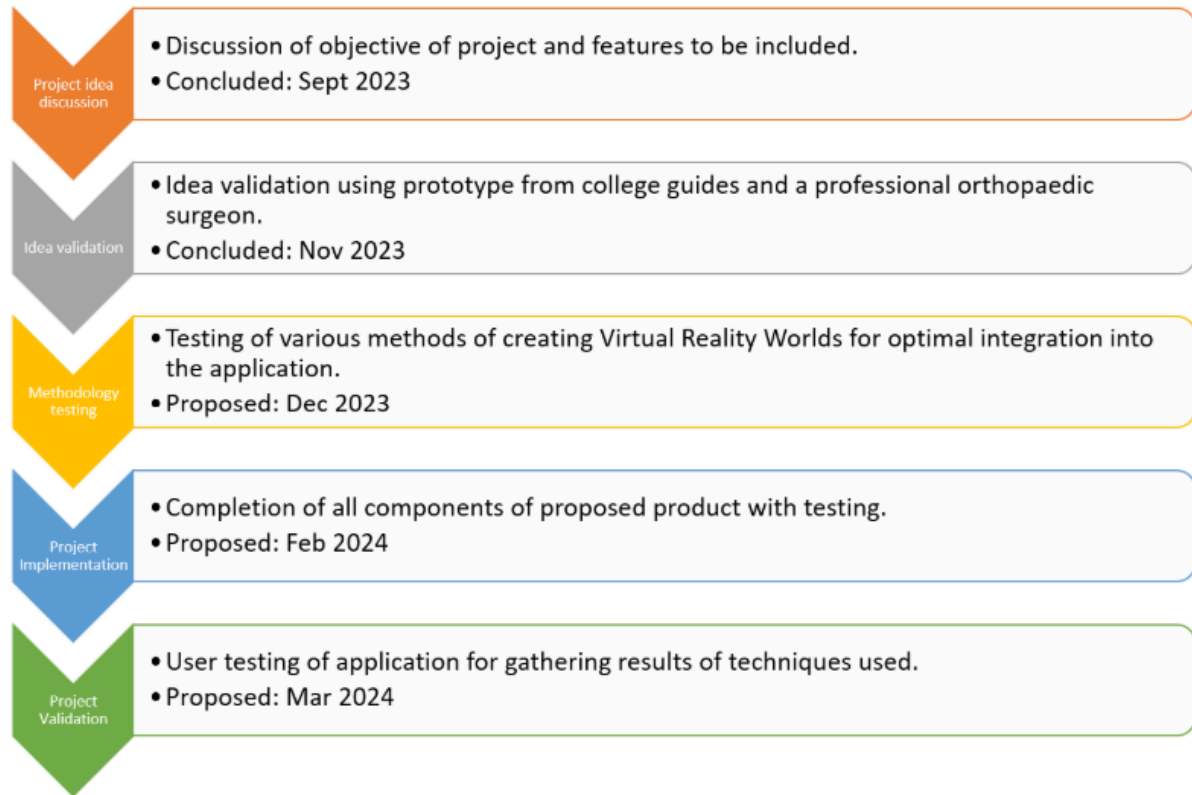 Project idea
discussion
• Discussion of objective of project and features to be included.
• Concluded: Sept 2023
Idea validation
• Idea validation using prototype from college guides and a professional orthopaedic
surgeon.
• Concluded: Nov 2023
Methodology
testing
• Testing of various methods of creating Virtual Reality Worlds for optimal integration into
the application.
• Proposed: Dec 2023
Project
Implementation
• Completion of all components of proposed product with testing.
• Proposed: Feb 2024
Project
Validation
• User testing of application for gathering results of techniques used.
• Proposed: Mar 2024